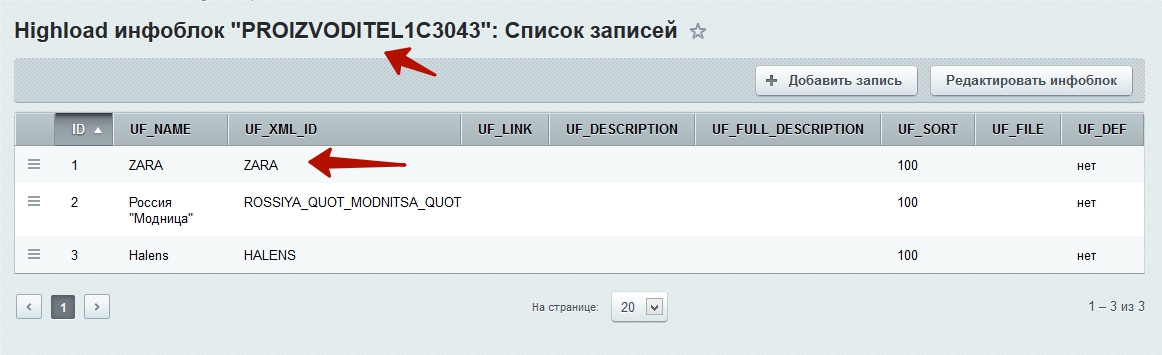 Highload инфоблок "PROIZVODITEL1C3043": Список записей
Добавить запись Редактировать инфоблок
ID UF_NAME UF_XML_ID UF_LINK UF_DESCRIPTION UF_FULL_DESCRIPTION UF_SORT UF_FILE UF_DEF
1 ZARA ZARA 100 нет
2 Россия "Модница" ROSSIYA_QUOT_MODNITSA_QUOT 100 нет
3 Halens HALENS 100 нет
1 На странице: 20 1 – 3 из 3